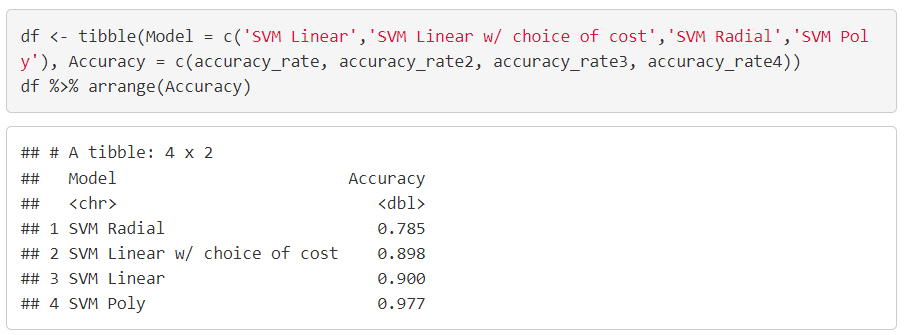 df <- tibble(Model = c('SVM Linear','SVM Linear w/ choice of cost','SVM Radial','SVM Pol
y'), Accuracy = c(accuracy_rate, accuracy_rate2, accuracy_rate3, accuracy_rate4))
df %>% arrange(Accuracy)
## # A tibble: 4 x 2
##   Model                        Accuracy
##   <chr>                           <dbl>
## 1 SVM Radial                      0.785
## 2 SVM Linear w/ choice of cost    0.898
## 3 SVM Linear                      0.900
## 4 SVM Poly                        0.977